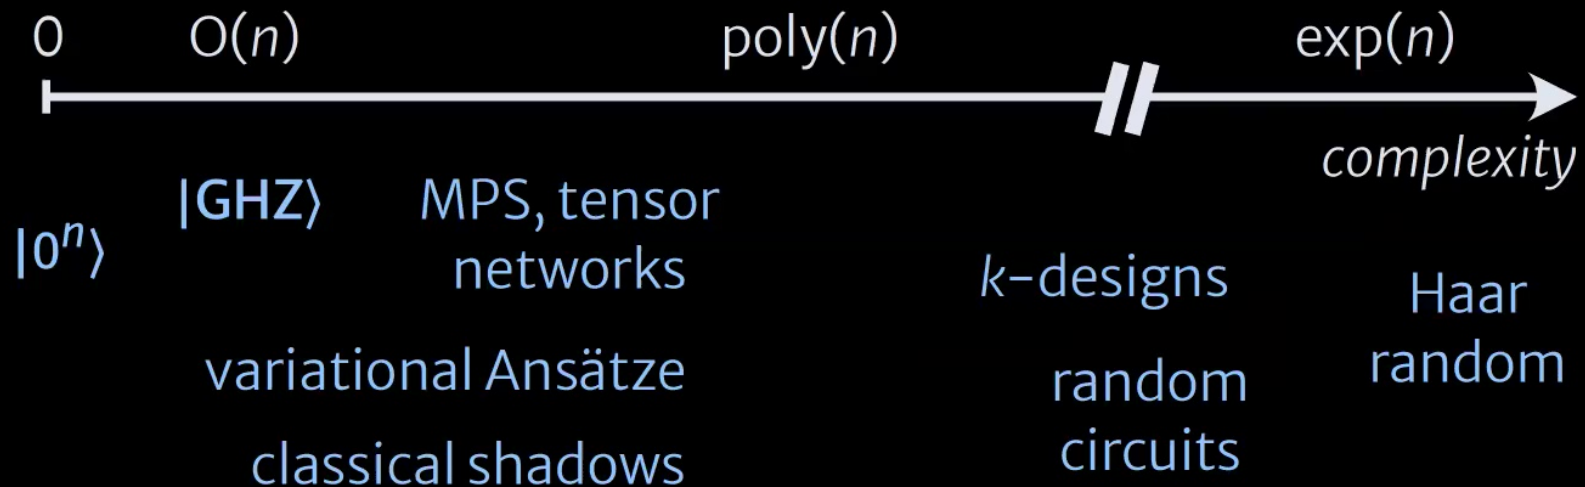 0 O(n) poly(n) exp(n)
complexity
|0ⁿ⟩
|GHZ⟩
MPS, tensor
networks
variational Ansätze
classical shadows
k-designs
random
circuits
Haar
random